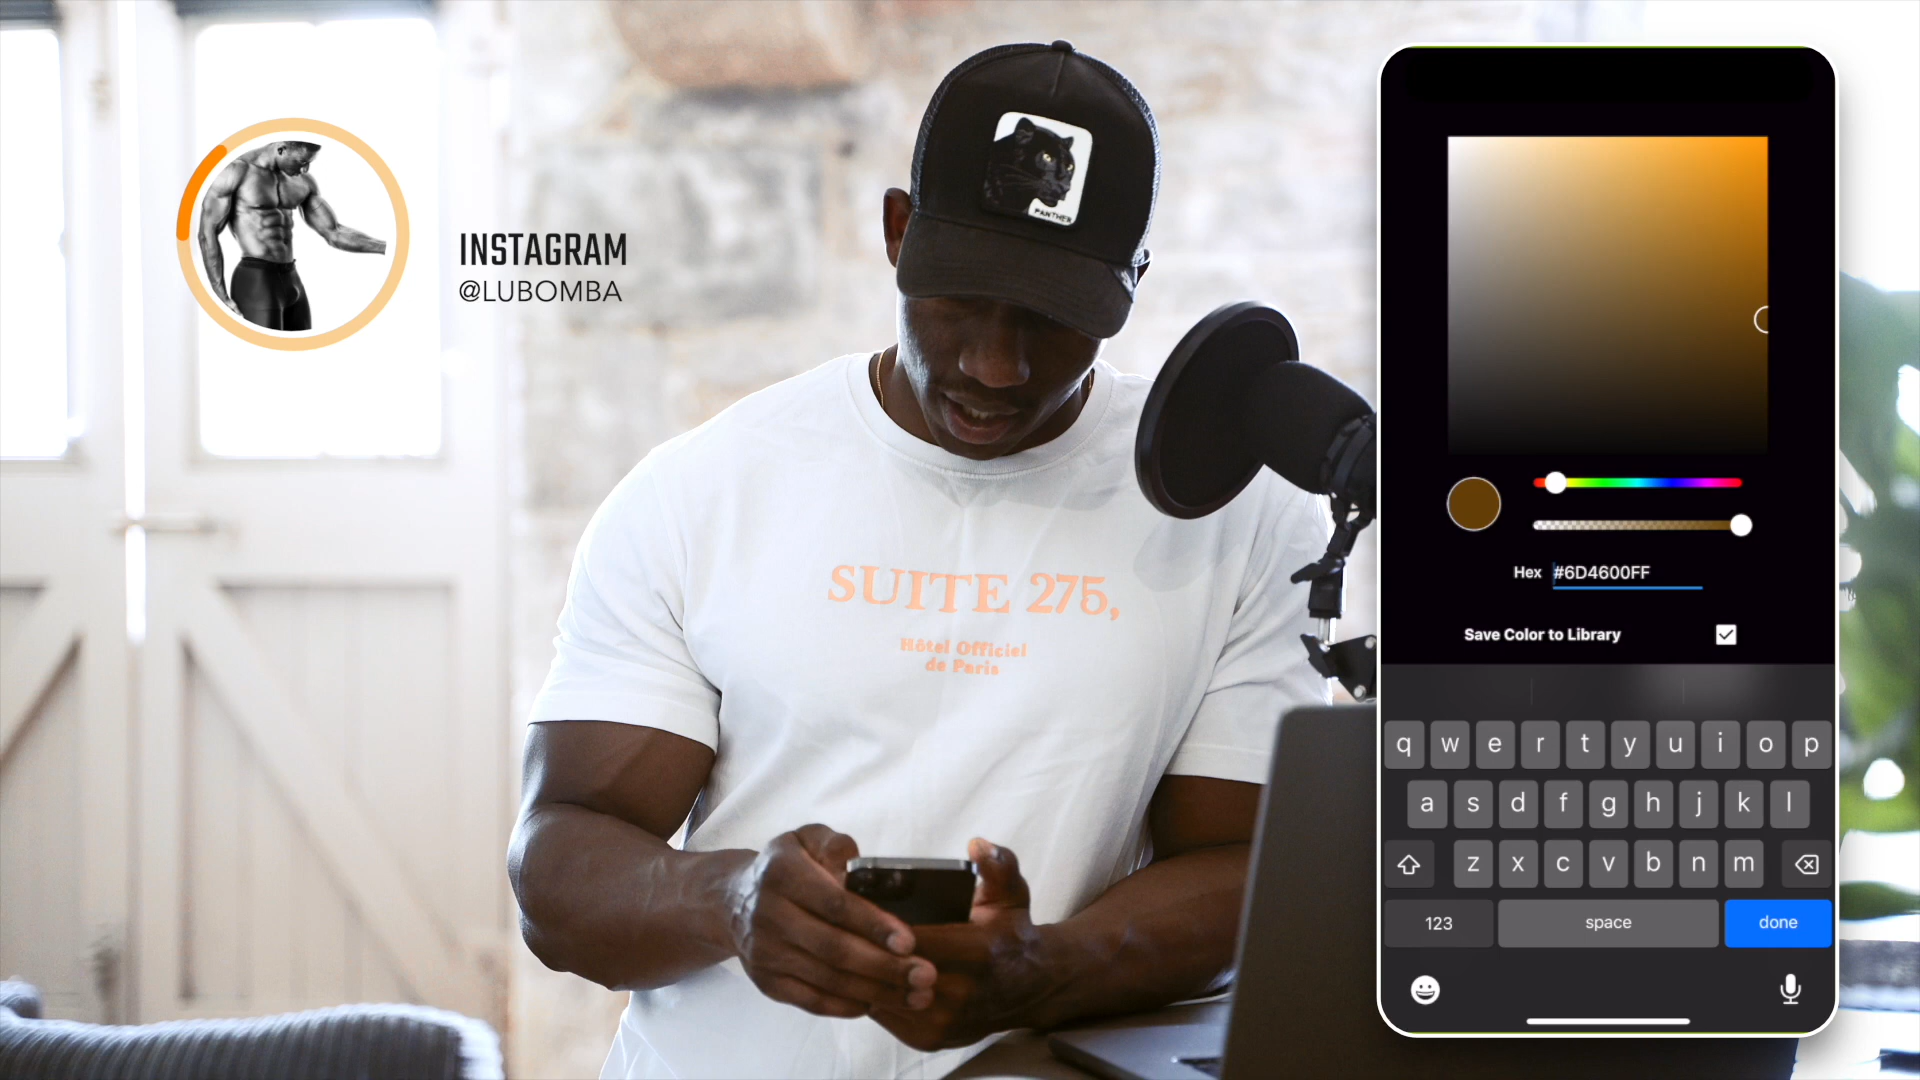 INSTAGRAM
@LUBOMBA
PANTHER
SUITE 275,
Hôtel Officiel
de Paris
Hex #6D4600FF
Save Color to Library
q w e r t y u i o p
a s d f g h j k l
z x c v b n m
123 space done